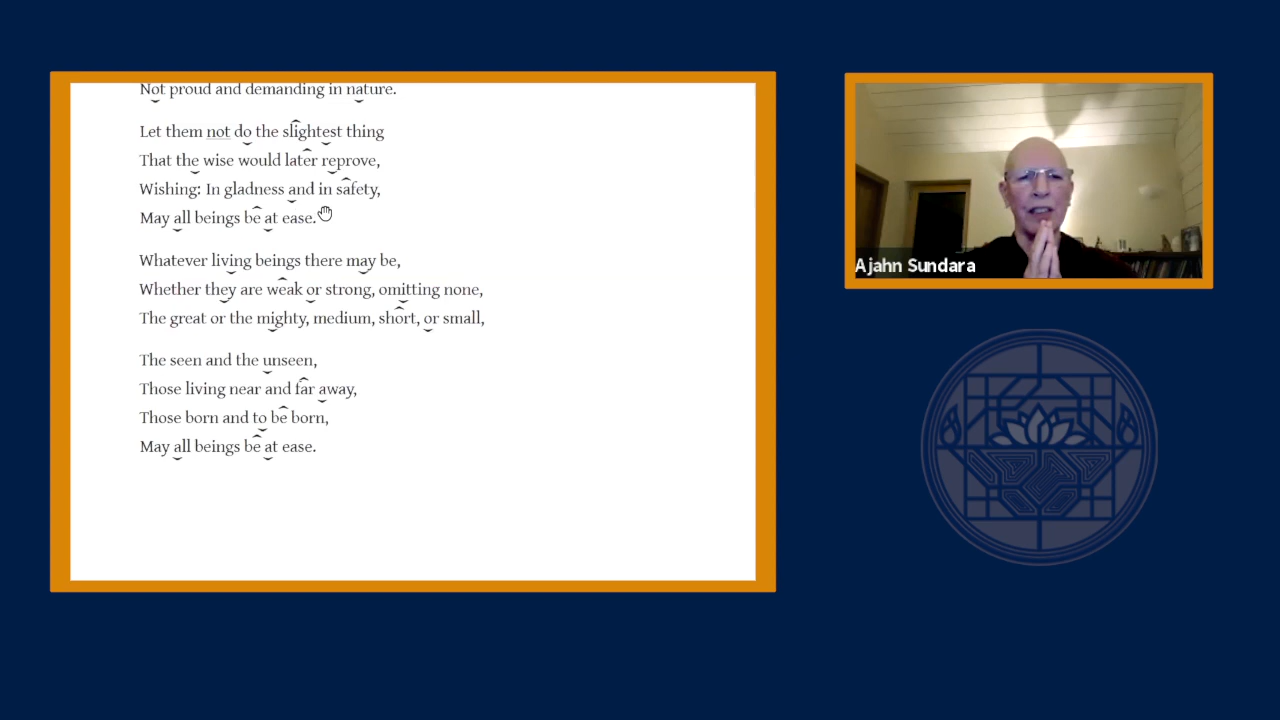 Not proud and demanding in nature.
Let them not do the slightest thing
That the wise would later reprove,
Wishing: In gladness and in safety,
May all beings be at ease.
Whatever living beings there may be,
Whether they are weak or strong, omitting none,
The great or the mighty, medium, short, or small,
The seen and the unseen,
Those living near and far away,
Those born and to be born,
May all beings be at ease.
Ajahn Sundara